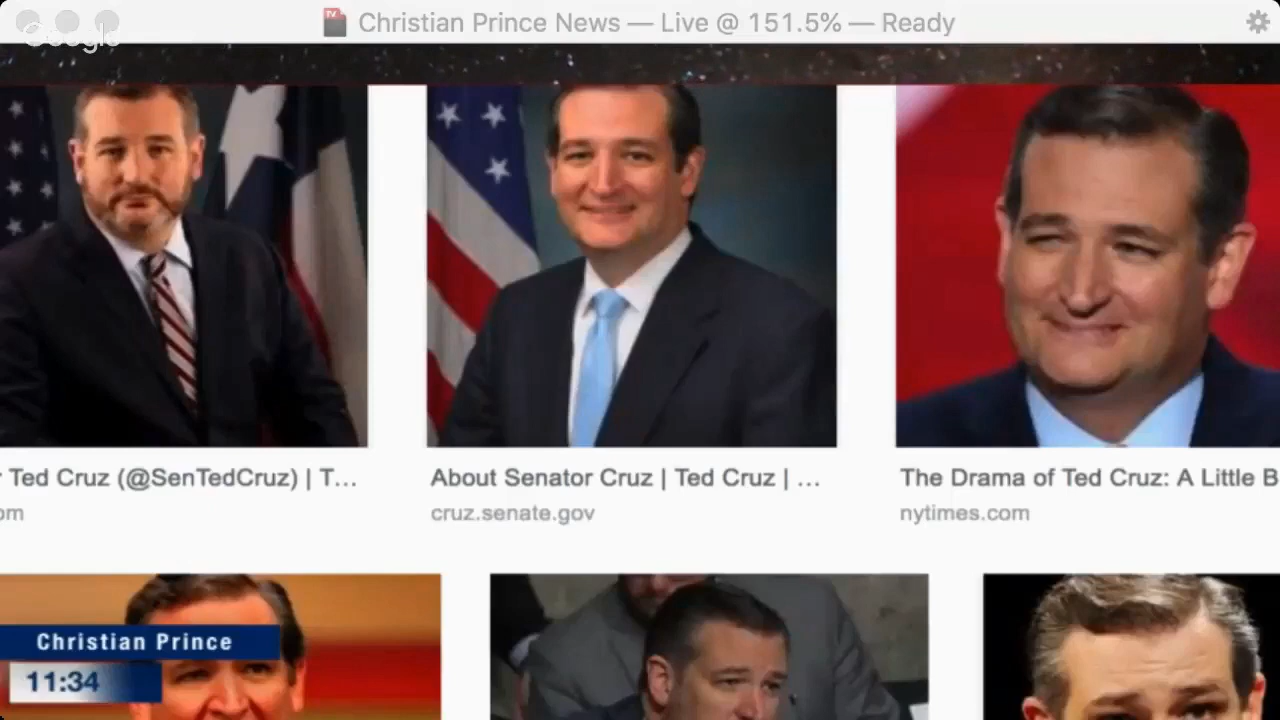 Christian Prince News — Live @ 151.5% — Ready
Google
Ted Cruz (@SenTedCruz) | T...
About Senator Cruz | Ted Cruz | ...
The Drama of Ted Cruz: A Little B
om
cruz.senate.gov
nytimes.com
Christian Prince
11:34